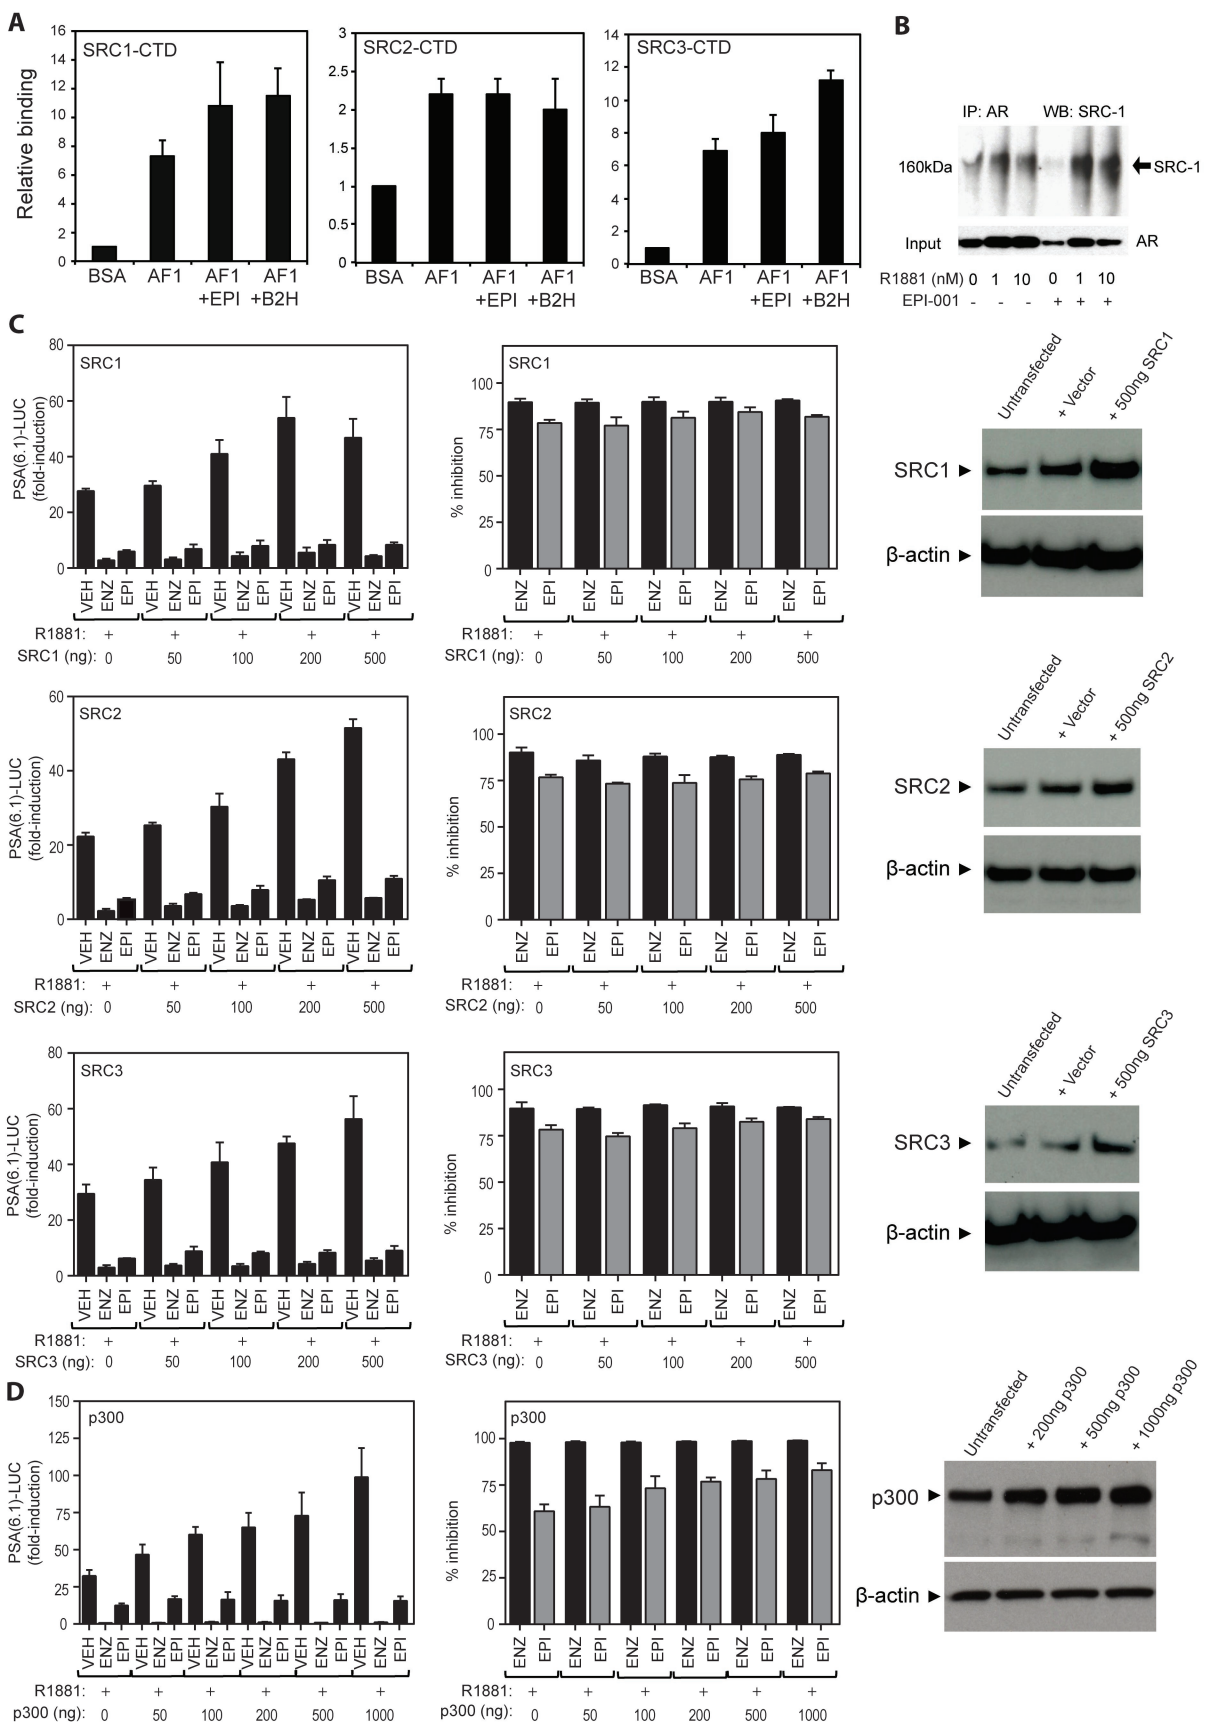 A
Relative binding
16
14
12
10
8
6
4
2
0
SRC1-CTD
BSA AF1 AF1 AF1
+EPI +B2H
3
2.5
2
1.5
1
0.5
0
SRC2-CTD
BSA AF1 AF1 AF1
+EPI +B2H
14
12
10
8
6
4
2
0
SRC3-CTD
BSA AF1 AF1 AF1
+EPI +B2H
B
IP: AR WB: SRC-1
160kDa SRC-1
Input AR
R1881 (nM) 0 1 10 0 1 10
EPI-001 - - - + + +
C
PSA(6.1)-LUC
(fold-induction)
80
60
40
20
0
SRC1
VEH ENZ EPI VEH ENZ EPI VEH ENZ EPI VEH ENZ EPI VEH ENZ EPI
R1881: + + + + +
SRC1 (ng): 0 50 100 200 500
% inhibition
100
75
50
25
0
SRC1
ENZ EPI ENZ EPI ENZ EPI ENZ EPI ENZ EPI
R1881: + + + + +
SRC1 (ng): 0 50 100 200 500
Untransfected
+ Vector
+ 500ng SRC1
SRC1
β-actin
PSA(6.1)-LUC
(fold-induction)
60
40
20
0
SRC2
VEH ENZ EPI VEH ENZ EPI VEH ENZ EPI VEH ENZ EPI VEH ENZ EPI
R1881: + + + + +
SRC2 (ng): 0 50 100 200 500
% inhibition
100
75
50
25
0
SRC2
ENZ EPI ENZ EPI ENZ EPI ENZ EPI ENZ EPI
R1881: + + + + +
SRC2 (ng): 0 50 100 200 500
Untransfected
+ Vector
+ 500ng SRC2
SRC2
β-actin
PSA(6.1)-LUC
(fold-induction)
80
60
40
20
0
SRC3
VEH ENZ EPI VEH ENZ EPI VEH ENZ EPI VEH ENZ EPI VEH ENZ EPI
R1881: + + + + +
SRC3 (ng): 0 50 100 200 500
% inhibition
100
75
50
25
0
SRC3
ENZ EPI ENZ EPI ENZ EPI ENZ EPI ENZ EPI
R1881: + + + + +
SRC3 (ng): 0 50 100 200 500
Untransfected
+ Vector
+ 500ng SRC3
SRC3
β-actin
D
PSA(6.1)-LUC
(fold-induction)
150
125
100
75
50
25
0
p300
VEH ENZ EPI VEH ENZ EPI VEH ENZ EPI VEH ENZ EPI VEH ENZ EPI VEH ENZ EPI
R1881: + + + + + +
p300 (ng): 0 50 100 200 500 1000
% inhibition
100
75
50
25
0
p300
ENZ EPI ENZ EPI ENZ EPI ENZ EPI ENZ EPI ENZ EPI
R1881: + + + + + +
p300 (ng): 0 50 100 200 500 1000
Untransfected
+ 200ng p300
+ 500ng p300
+ 1000ng p300
p300
β-actin